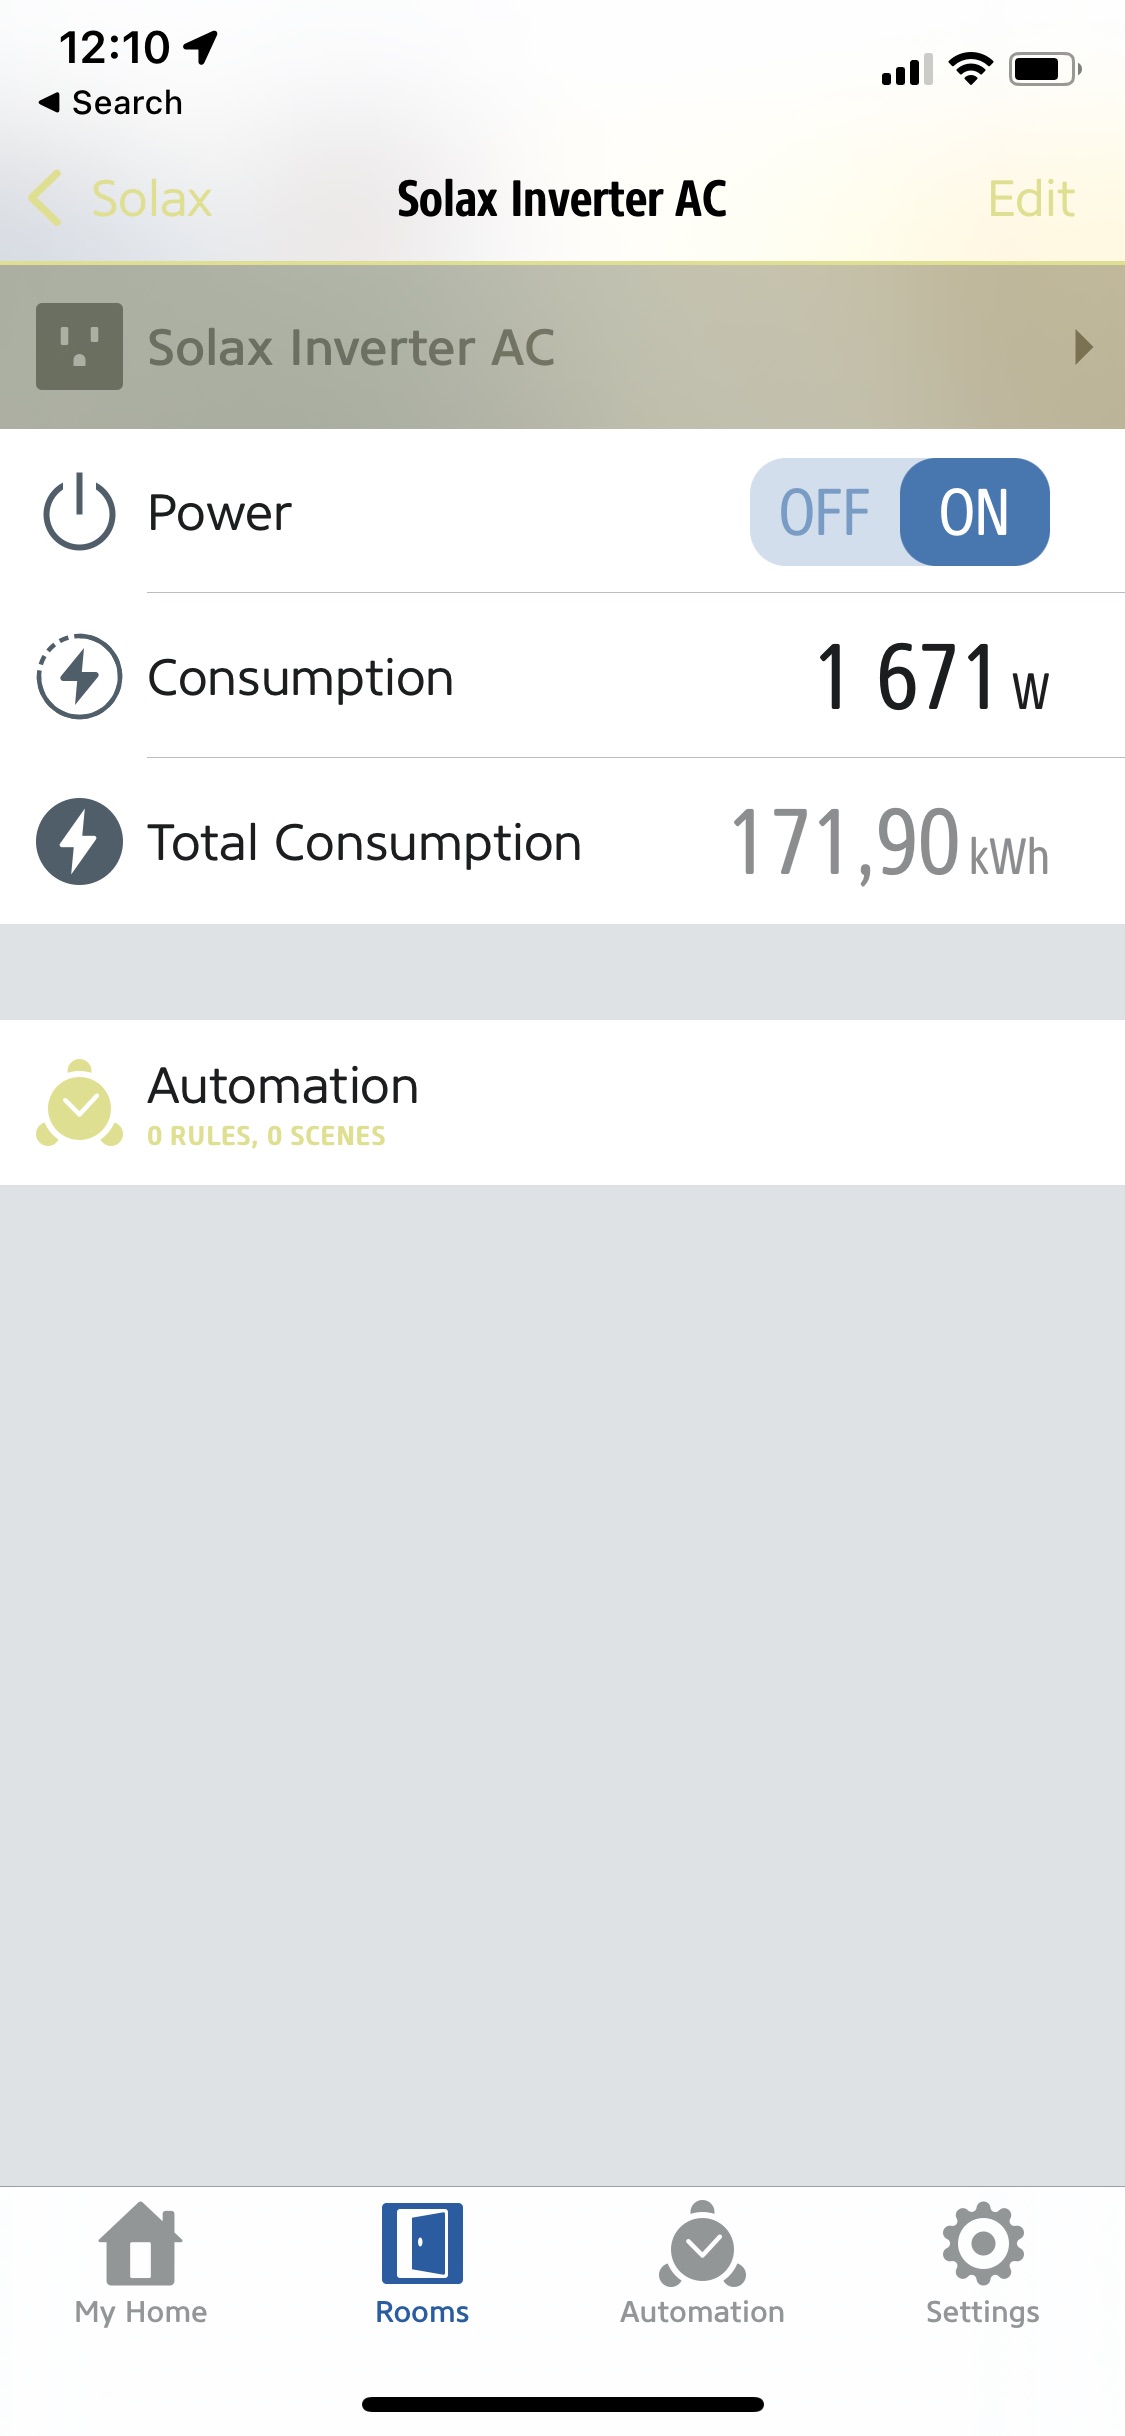 12:10
Search
Solax
Solax Inverter AC
Edit
Solax Inverter AC
Power
OFF
ON
Consumption
1 671 W
Total Consumption
171,90 kWh
Automation
0 RULES, 0 SCENES
My Home
Rooms
Automation
Settings